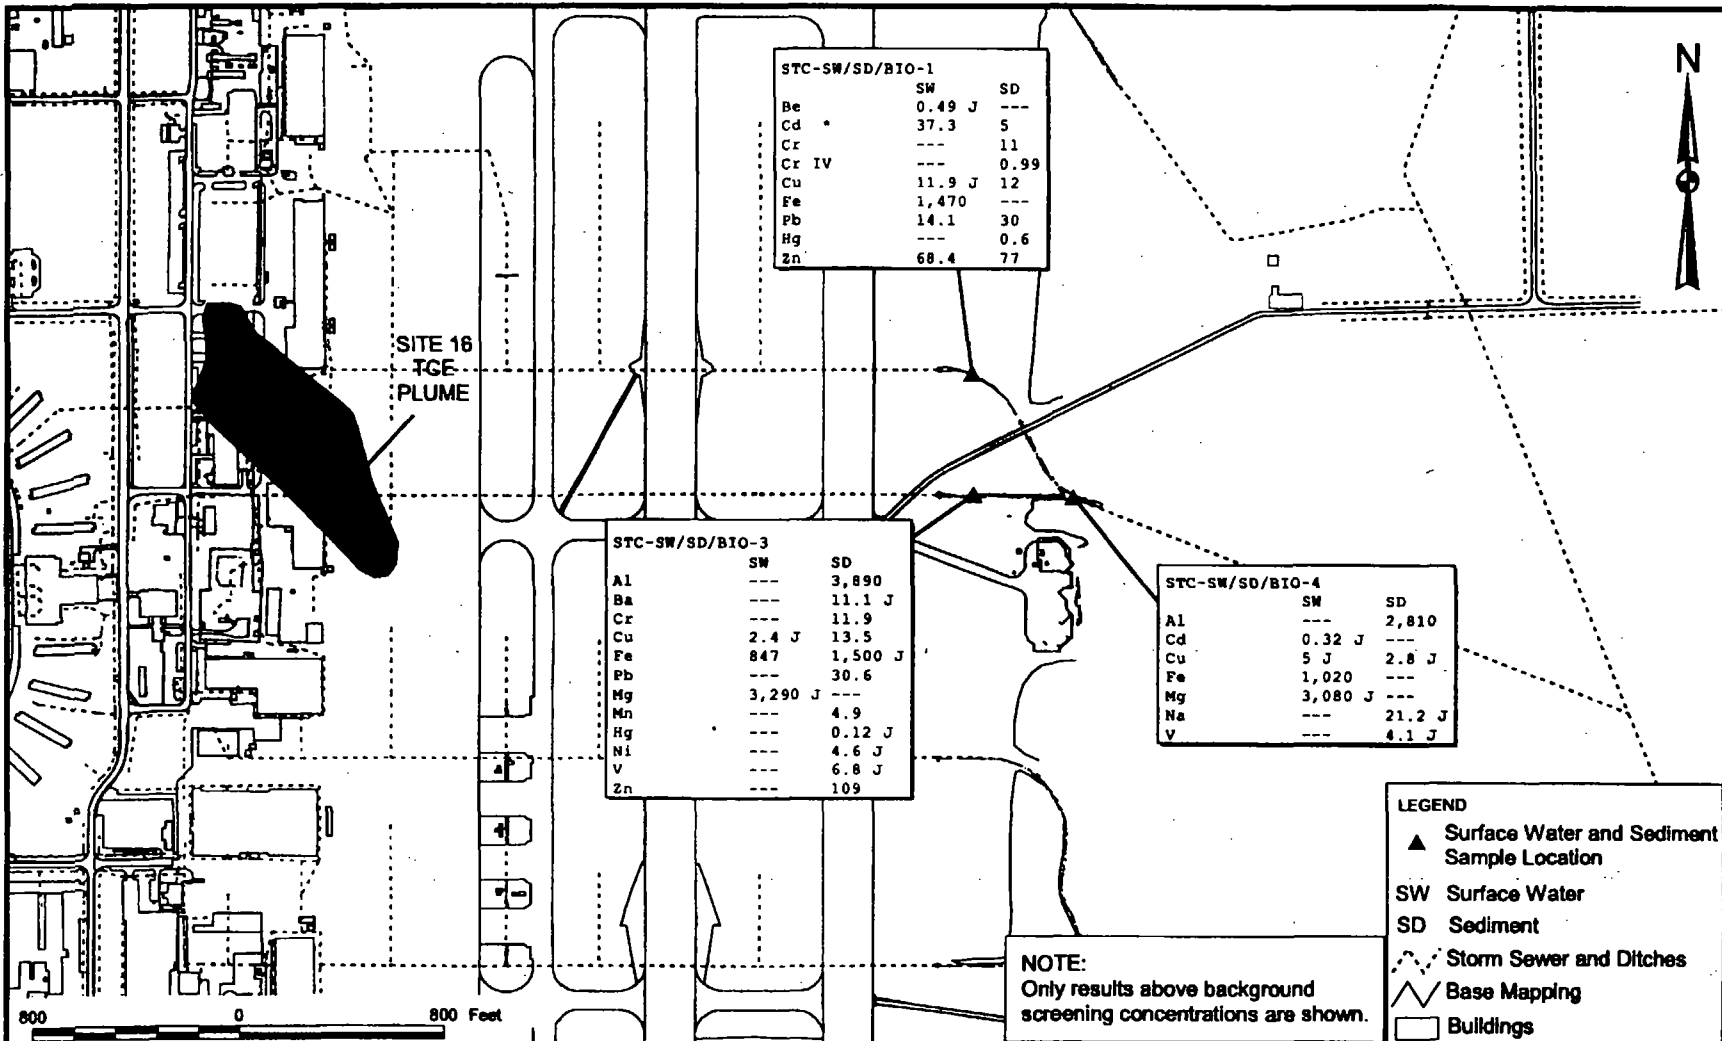 STC-SW/SD/BIO-1
SW SD
Be 0.49 J ---
Cd * 37.3 5
Cr --- 11
Cr IV --- 0.99
Cu 11.9 J 12
Fe 1,470 ---
Pb 14.1 30
Hg --- 0.6
Zn 68.4 77
N
SITE 16
TCE
PLUME
STC-SW/SD/BIO-3
SW SD
Al --- 3,890
Ba --- 11.1 J
Cr --- 11.9
Cu 2.4 J 13.5
Fe 847 1,500 J
Pb --- 30.6
Mg 3,290 J ---
Mn --- 4.9
Hg --- 0.12 J
Ni --- 4.6 J
V --- 6.8 J
Zn --- 109
STC-SW/SD/BIO-4
SW SD
Al --- 2,810
Cd 0.32 J ---
Cu 5 J 2.8 J
Fe 1,020 ---
Mg 3,080 J ---
Na --- 21.2 J
V --- 4.1 J
LEGEND
Surface Water and Sediment
Sample Location
SW Surface Water
SD Sediment
Storm Sewer and Ditches
Base Mapping
Buildings
NOTE:
Only results above background
screening concentrations are shown.
800 0 800 Feet